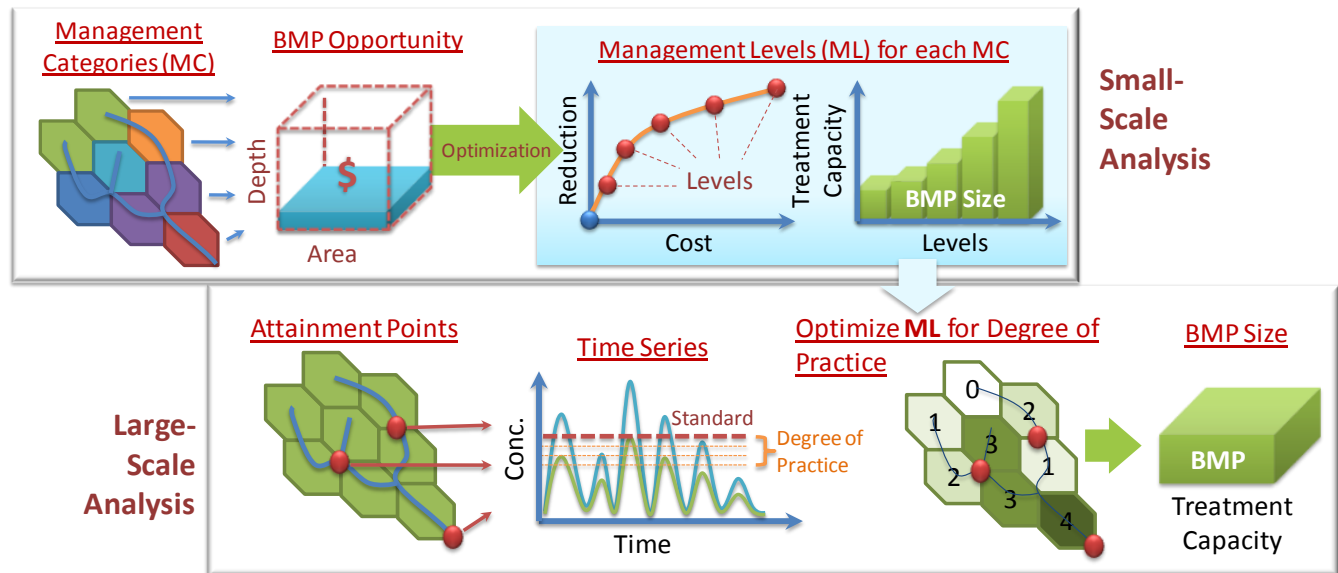 Management
Categories (MC)
BMP Opportunity
Depth
$
Area
Optimization
Management Levels (ML) for each MC
Reduction
Levels
Cost
Treatment
Capacity
BMP Size
Levels
Small-
Scale
Analysis
Large-
Scale
Analysis
Attainment
Points
Time Series
Conc.
Standard
Degree of
Practice
Time
Optimize ML for Degree of
Practice
0
1
2
3
2
1
3
4
BMP Size
BMP
Treatment
Capacity